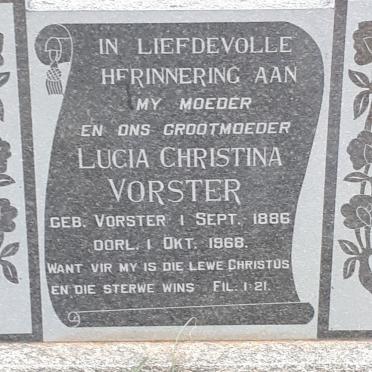 IN LIEFDEVOLLE
HERINNERING AAN
MY MOEDER
EN ONS GROOTMOEDER
LUCIA CHRISTINA
VORSTER
GEB. VORSTER 1 SEPT. 1886
OORL. 1 OKT. 1968.
WANT VIR MY IS DIE LEWE CHRISTUS
EN DIE STERWE WINS FIL. 1:21.